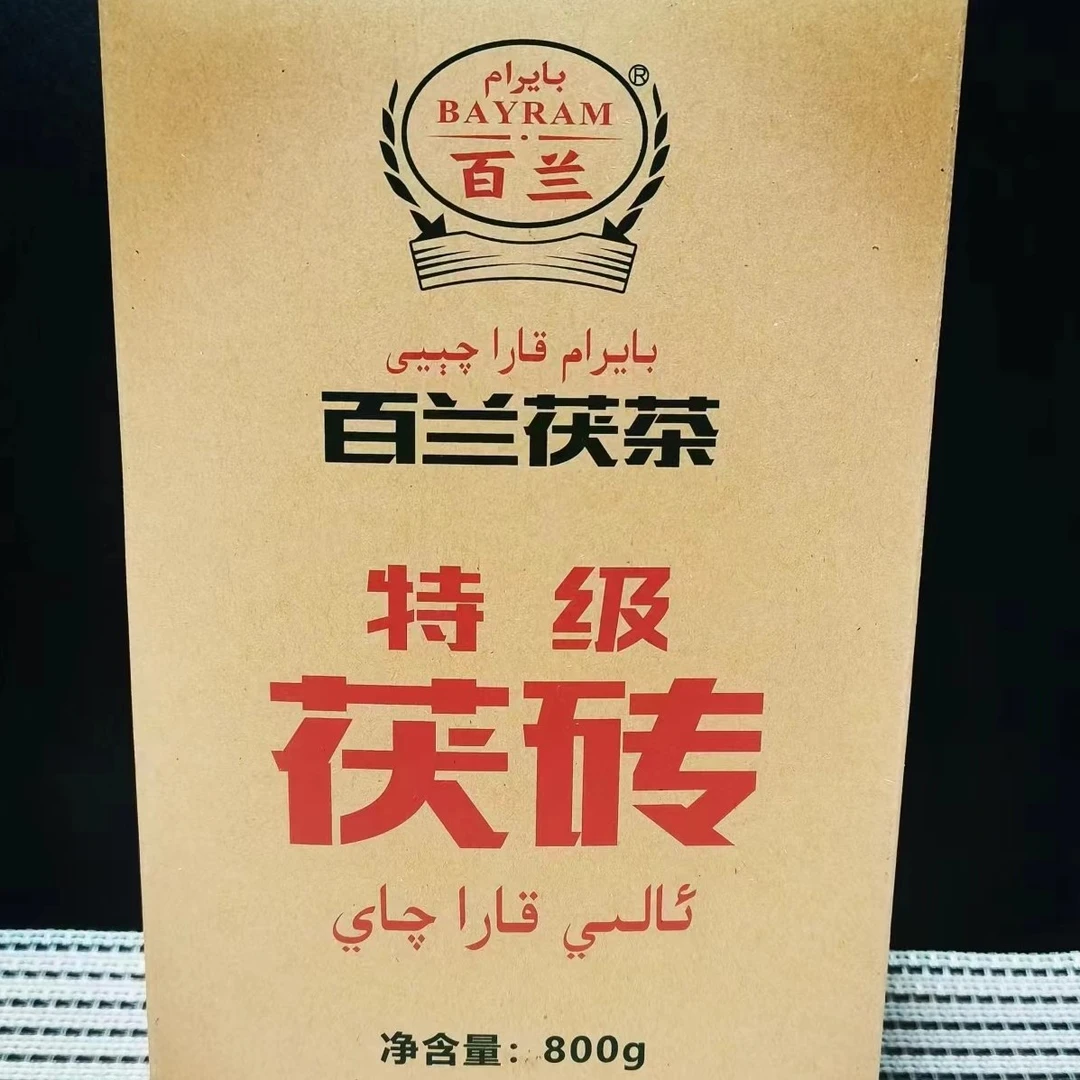 بايرام
®
BAYRAM
百兰
بايرام قارا چېيى
百兰茯茶
特级
茯砖
ئالىي قارا چاي
净含量：800g